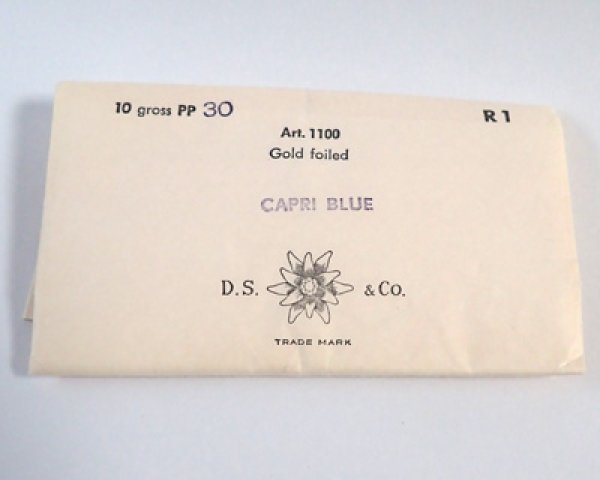 10 gross PP 30 R 1
Art. 1100
Gold foiled
CAPRI BLUE
D.S. & Co.
TRADE MARK